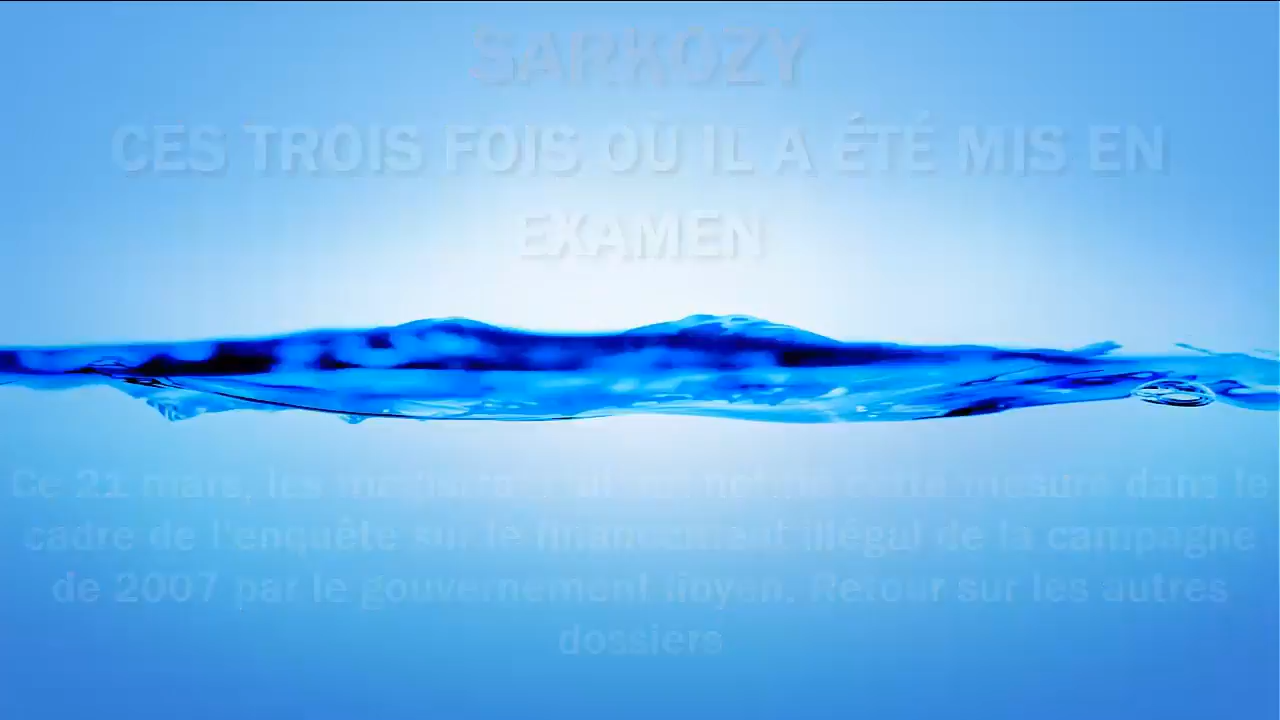 SARKOZY
CES TROIS FOIS OÙ IL A ÉTÉ MIS EN
EXAMEN
Ce 21 mars, les mesure dans le
cadre de l'enquête sur le financement illégal de la campagne
de 2007 par le gouvernement libyen. Retour sur les autres
dossiers